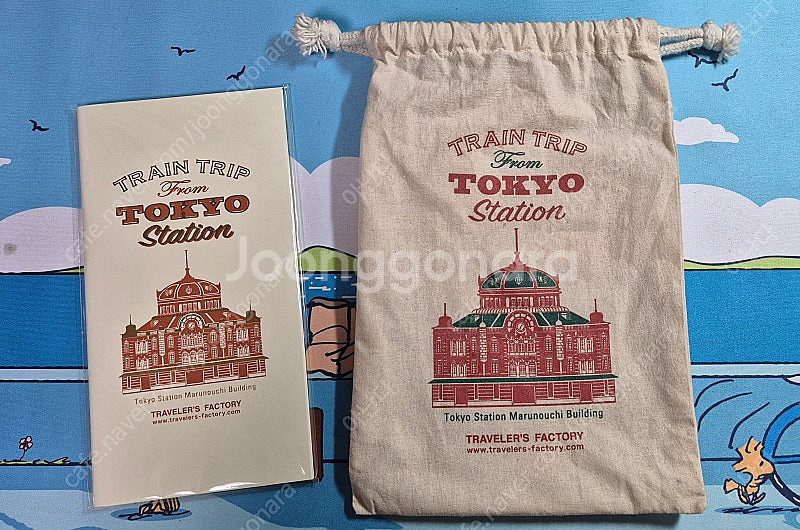 TRAIN TRIP
From
TOKYO
Station
Tokyo Station Marunouchi Building
TRAVELER'S FACTORY
www.travelers-factory.com
TRAIN TRIP
From
TOKYO
Station
Tokyo Station Marunouchi Building
TRAVELER'S FACTORY
www.travelers-factory.com
Joonggonara